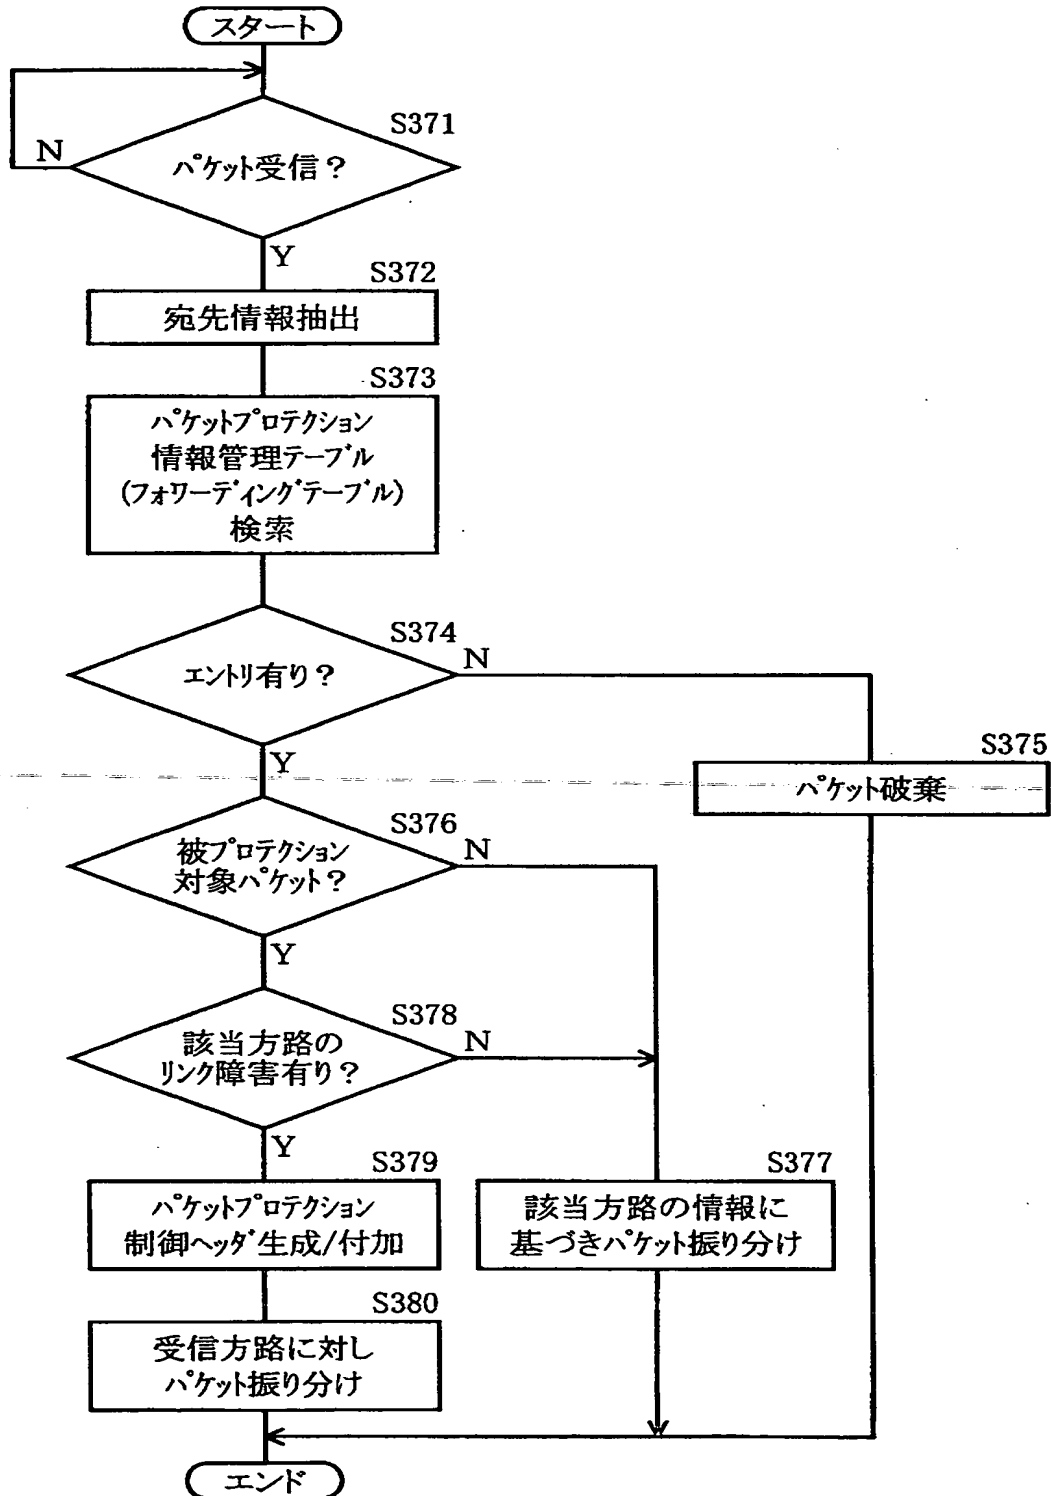 スタート
S371
N
パケット受信?
Y
S372
宛先情報抽出
S373
パケットプロテクション
情報管理テーブル
(フォワーディングテーブル)
検索
S374
N
エントリ有り?
Y
S375
パケット破棄
S376
N
被プロテクション
対象パケット?
Y
S378
N
該当方路の
リンク障害有り?
Y
S379
パケットプロテクション
制御ヘッダ生成/付加
S377
該当方路の情報に
基づきパケット振り分け
S380
受信方路に対し
パケット振り分け
エンド